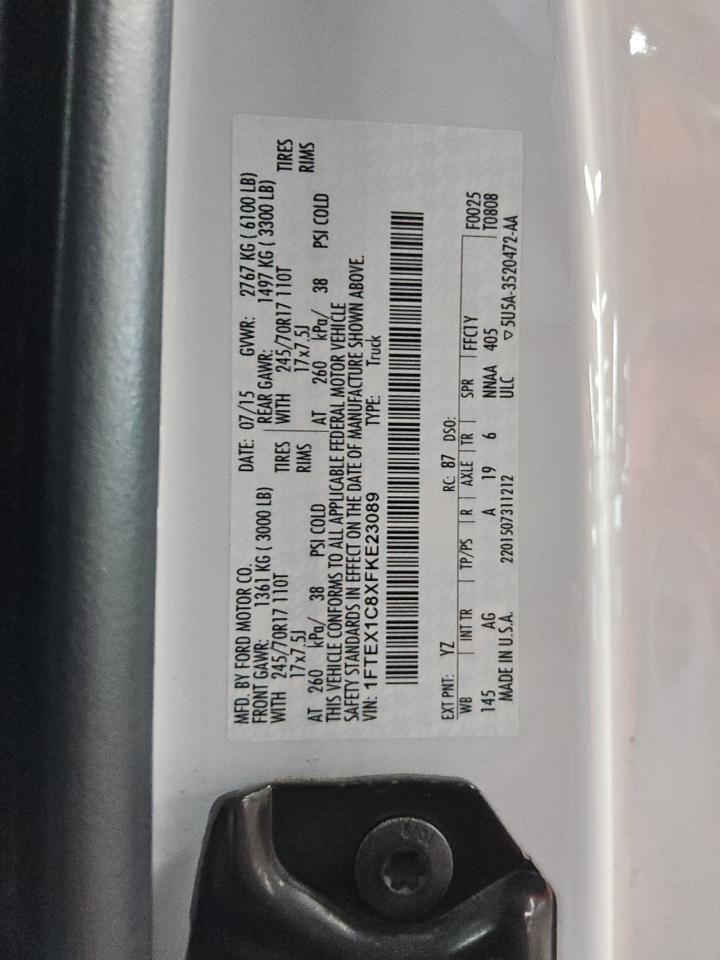 MFD. BY FORD MOTOR CO. DATE: 07/15 GVWR: 2767 KG ( 6100 LB)
FRONT GAWR: 1361 KG ( 3000 LB) REAR GAWR: 1497 KG ( 3300 LB)
WITH 245/70R17 110T TIRES WITH 245/70R17 110T TIRES
17x7.5J RIMS 17x7.5J RIMS
AT 260 kPa/ 38 PSI COLD AT 260 kPa/ 38 PSI COLD
THIS VEHICLE CONFORMS TO ALL APPLICABLE FEDERAL MOTOR VEHICLE
SAFETY STANDARDS IN EFFECT ON THE DATE OF MANUFACTURE SHOWN ABOVE.
VIN: 1FTEX1C8XFKE23089 TYPE: Truck
EXT PNT: YZ RC: 87 DSO: F0025
WB INT TR TP/PS R AXLE TR SPR FFC1Y T0808
145 AG A 19 6 NNAA 405
MADE IN U.S.A. 2201507311212 ULC ▽5U5A-3520472-AA